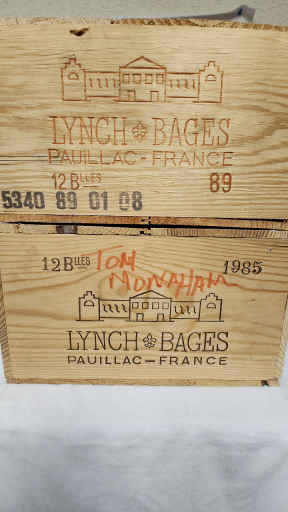 LYNCH BAGES
PAUILLAC-FRANCE
12 Blles 89
5340 89 01 08
12 Blles TOM 1985
MONAHAM
LYNCH BAGES
PAUILLAC-FRANCE